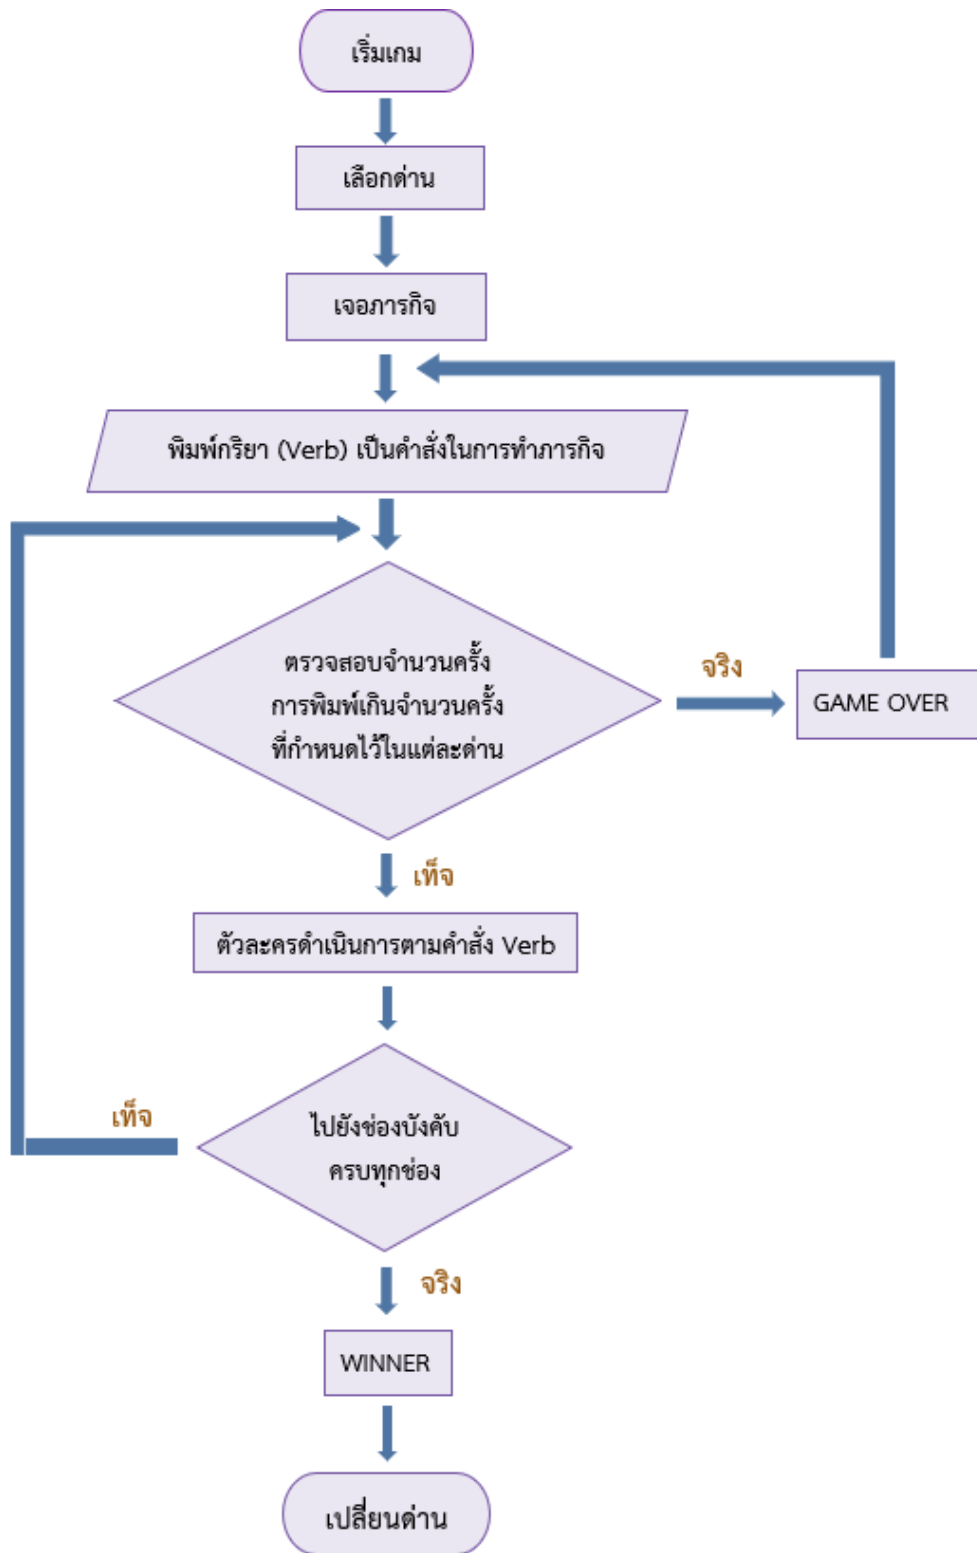 เริ่มเกม
เลือกด่าน
เจอภารกิจ
พิมพ์กริยา (Verb) เป็นคำสั่งในการทำภารกิจ
ตรวจสอบจำนวนครั้ง
การพิมพ์เกินจำนวนครั้ง
ที่กำหนดไว้ในแต่ละด่าน
จริง
GAME OVER
เท็จ
ตัวละครดำเนินการตามคำสั่ง Verb
ไปยังช่องบังคับ
ครบทุกช่อง
เท็จ
จริง
WINNER
เปลี่ยนด่าน